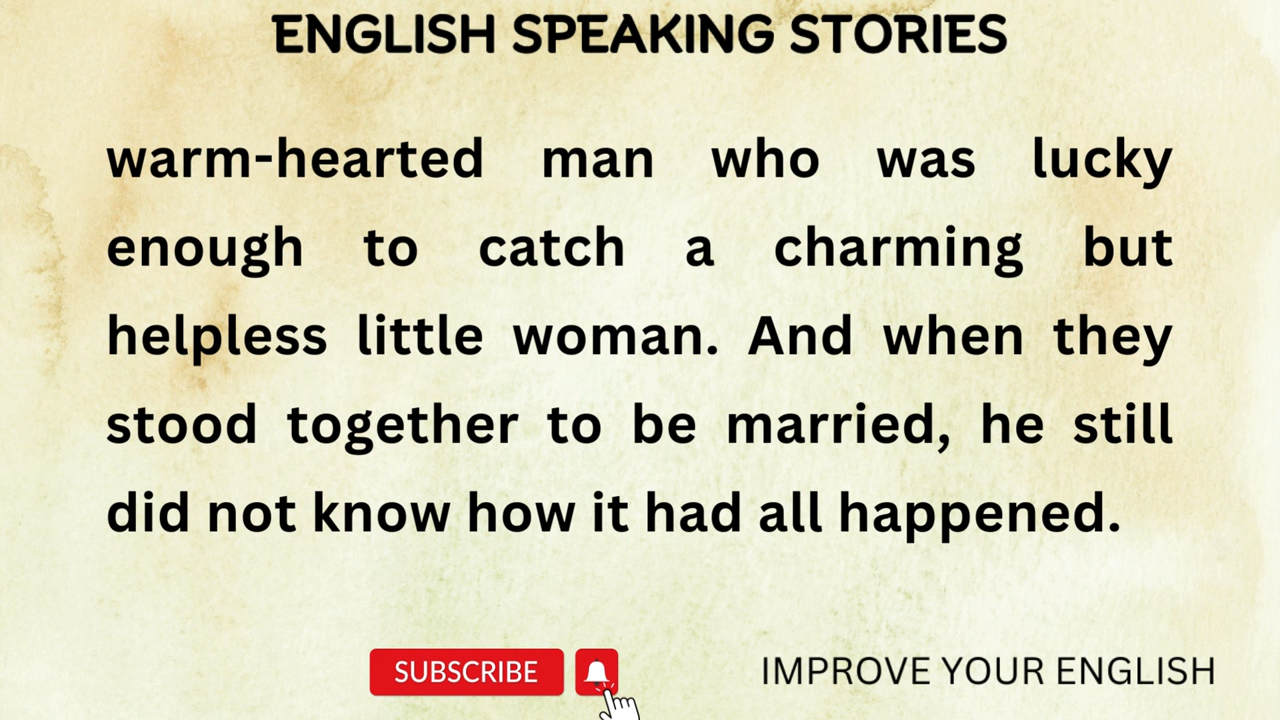 ENGLISH SPEAKING STORIES
warm-hearted man who was lucky
enough to catch a charming but
helpless little woman. And when they
stood together to be married, he still
did not know how it had all happened.
SUBSCRIBE
IMPROVE YOUR ENGLISH